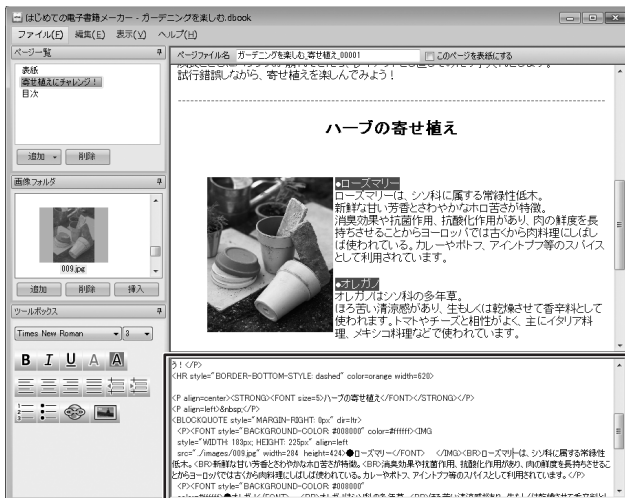 はじめての電子書籍メーカー - ガーデニングを楽しむ.dbook
ファイル(F) 編集(E) 表示(V) ヘルプ(H)
ページ一覧
表紙
寄せ植えにチャレンジ!
目次
追加 削除
画像フォルダ
009.jpg
追加 削除 挿入
ツールボックス
Times New Roman 3
B I U A A
ページファイル名 ガーデニングを楽しむ_寄せ植え_00001 このページを表紙にする
試行錯誤しながら、寄せ植えを楽しんでみよう!
ハーブの寄せ植え
●ローズマリー
ローズマリーは、シソ科に属する常緑性低木。
新鮮な甘い芳香とさわやかなホロ苦さが特徴。
消臭効果や抗菌作用、抗酸化作用があり、肉の鮮度を長
持ちさせることからヨーロッパでは古くから肉料理にしばし
ば使われている。カレーやポトフ、アイントプフ等のスパイス
として利用されています。
●オレガノ
オレガノはシソ科の多年草。
ほろ苦い清涼感があり、生もしくは乾燥させて香辛料として
使われます。トマトやチーズと相性がよく、主にイタリア料
理、メキシコ料理などで使われています。
う!</P>
<HR style="BORDER-BOTTOM-STYLE: dashed" color=orange width=620>
<P align=center><STRONG><FONT size=5>ハーブの寄せ植え</FONT></STRONG></P>
<P align=left>&nbsp;</P>
<BLOCKQUOTE style="MARGIN-RIGHT: 0px" dir=ltr>
<P><FONT style="BACKGROUND-COLOR: #008000" color=#ffffff><IMG
style="WIDTH: 183px; HEIGHT: 225px" align=left
src="./images/009.jpg" width=284 height=424>●ローズマリー</FONT> </IMG><BR>ローズマリーは、シソ科に属する常緑性
低木。<BR>新鮮な甘い芳香とさわやかなホロ苦さが特徴。<BR>消臭効果や抗菌作用、抗酸化作用があり、肉の鮮度を長持ちさせるこ
とからヨーロッパでは古くから肉料理にしばしば使われている。カレーやポトフ、アイントプフ等のスパイスとして利用されています。</P>
<P><FONT style="BACKGROUND-COLOR: #008000"